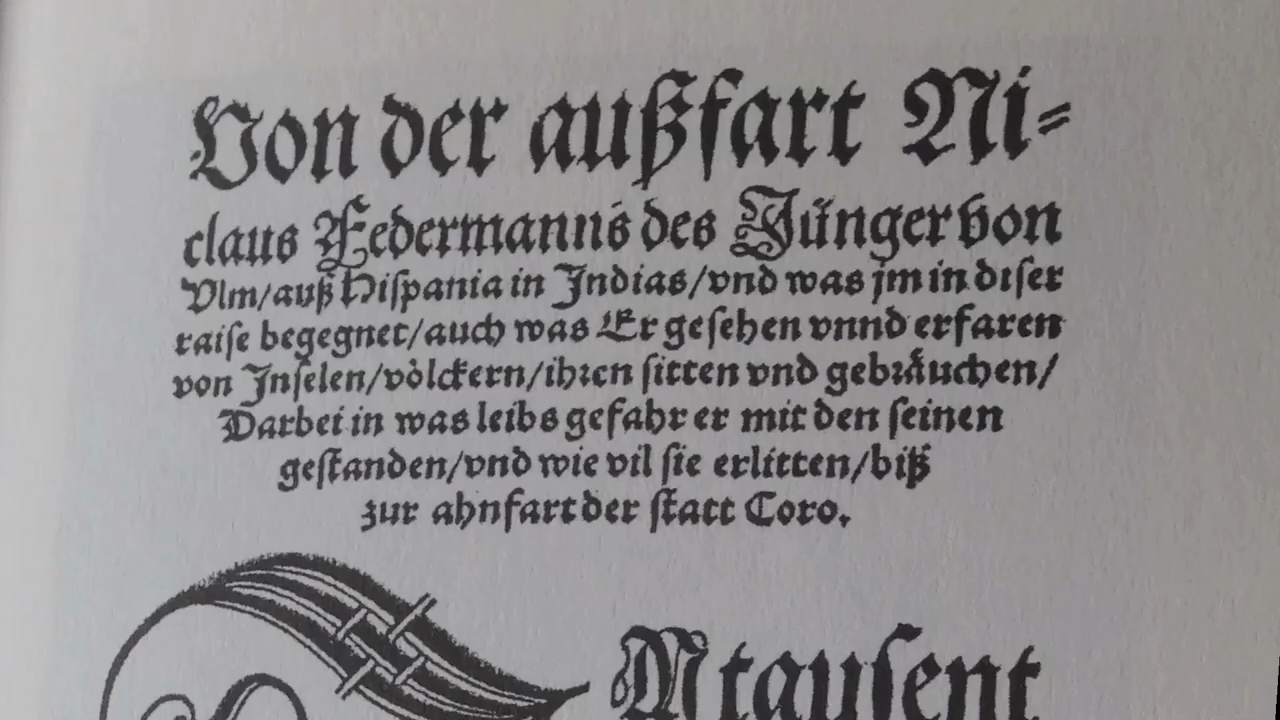 Von der außfart Ni⸗
claus Federmanns des Jünger von
Vlm/auß Hiſpania in Indias/vnd was jm in diſer
raiſe begegnet/auch was Er geſehen vnnd erfaren
von Inſelen/völckern/ihren ſitten vnd gebräuchen/
Darbei in was leibs gefahr er mit den ſeinen
geſtanden/vnd wie vil ſie erlitten/biß
zur ahnfart der ſtatt Coro.
Mtauſent